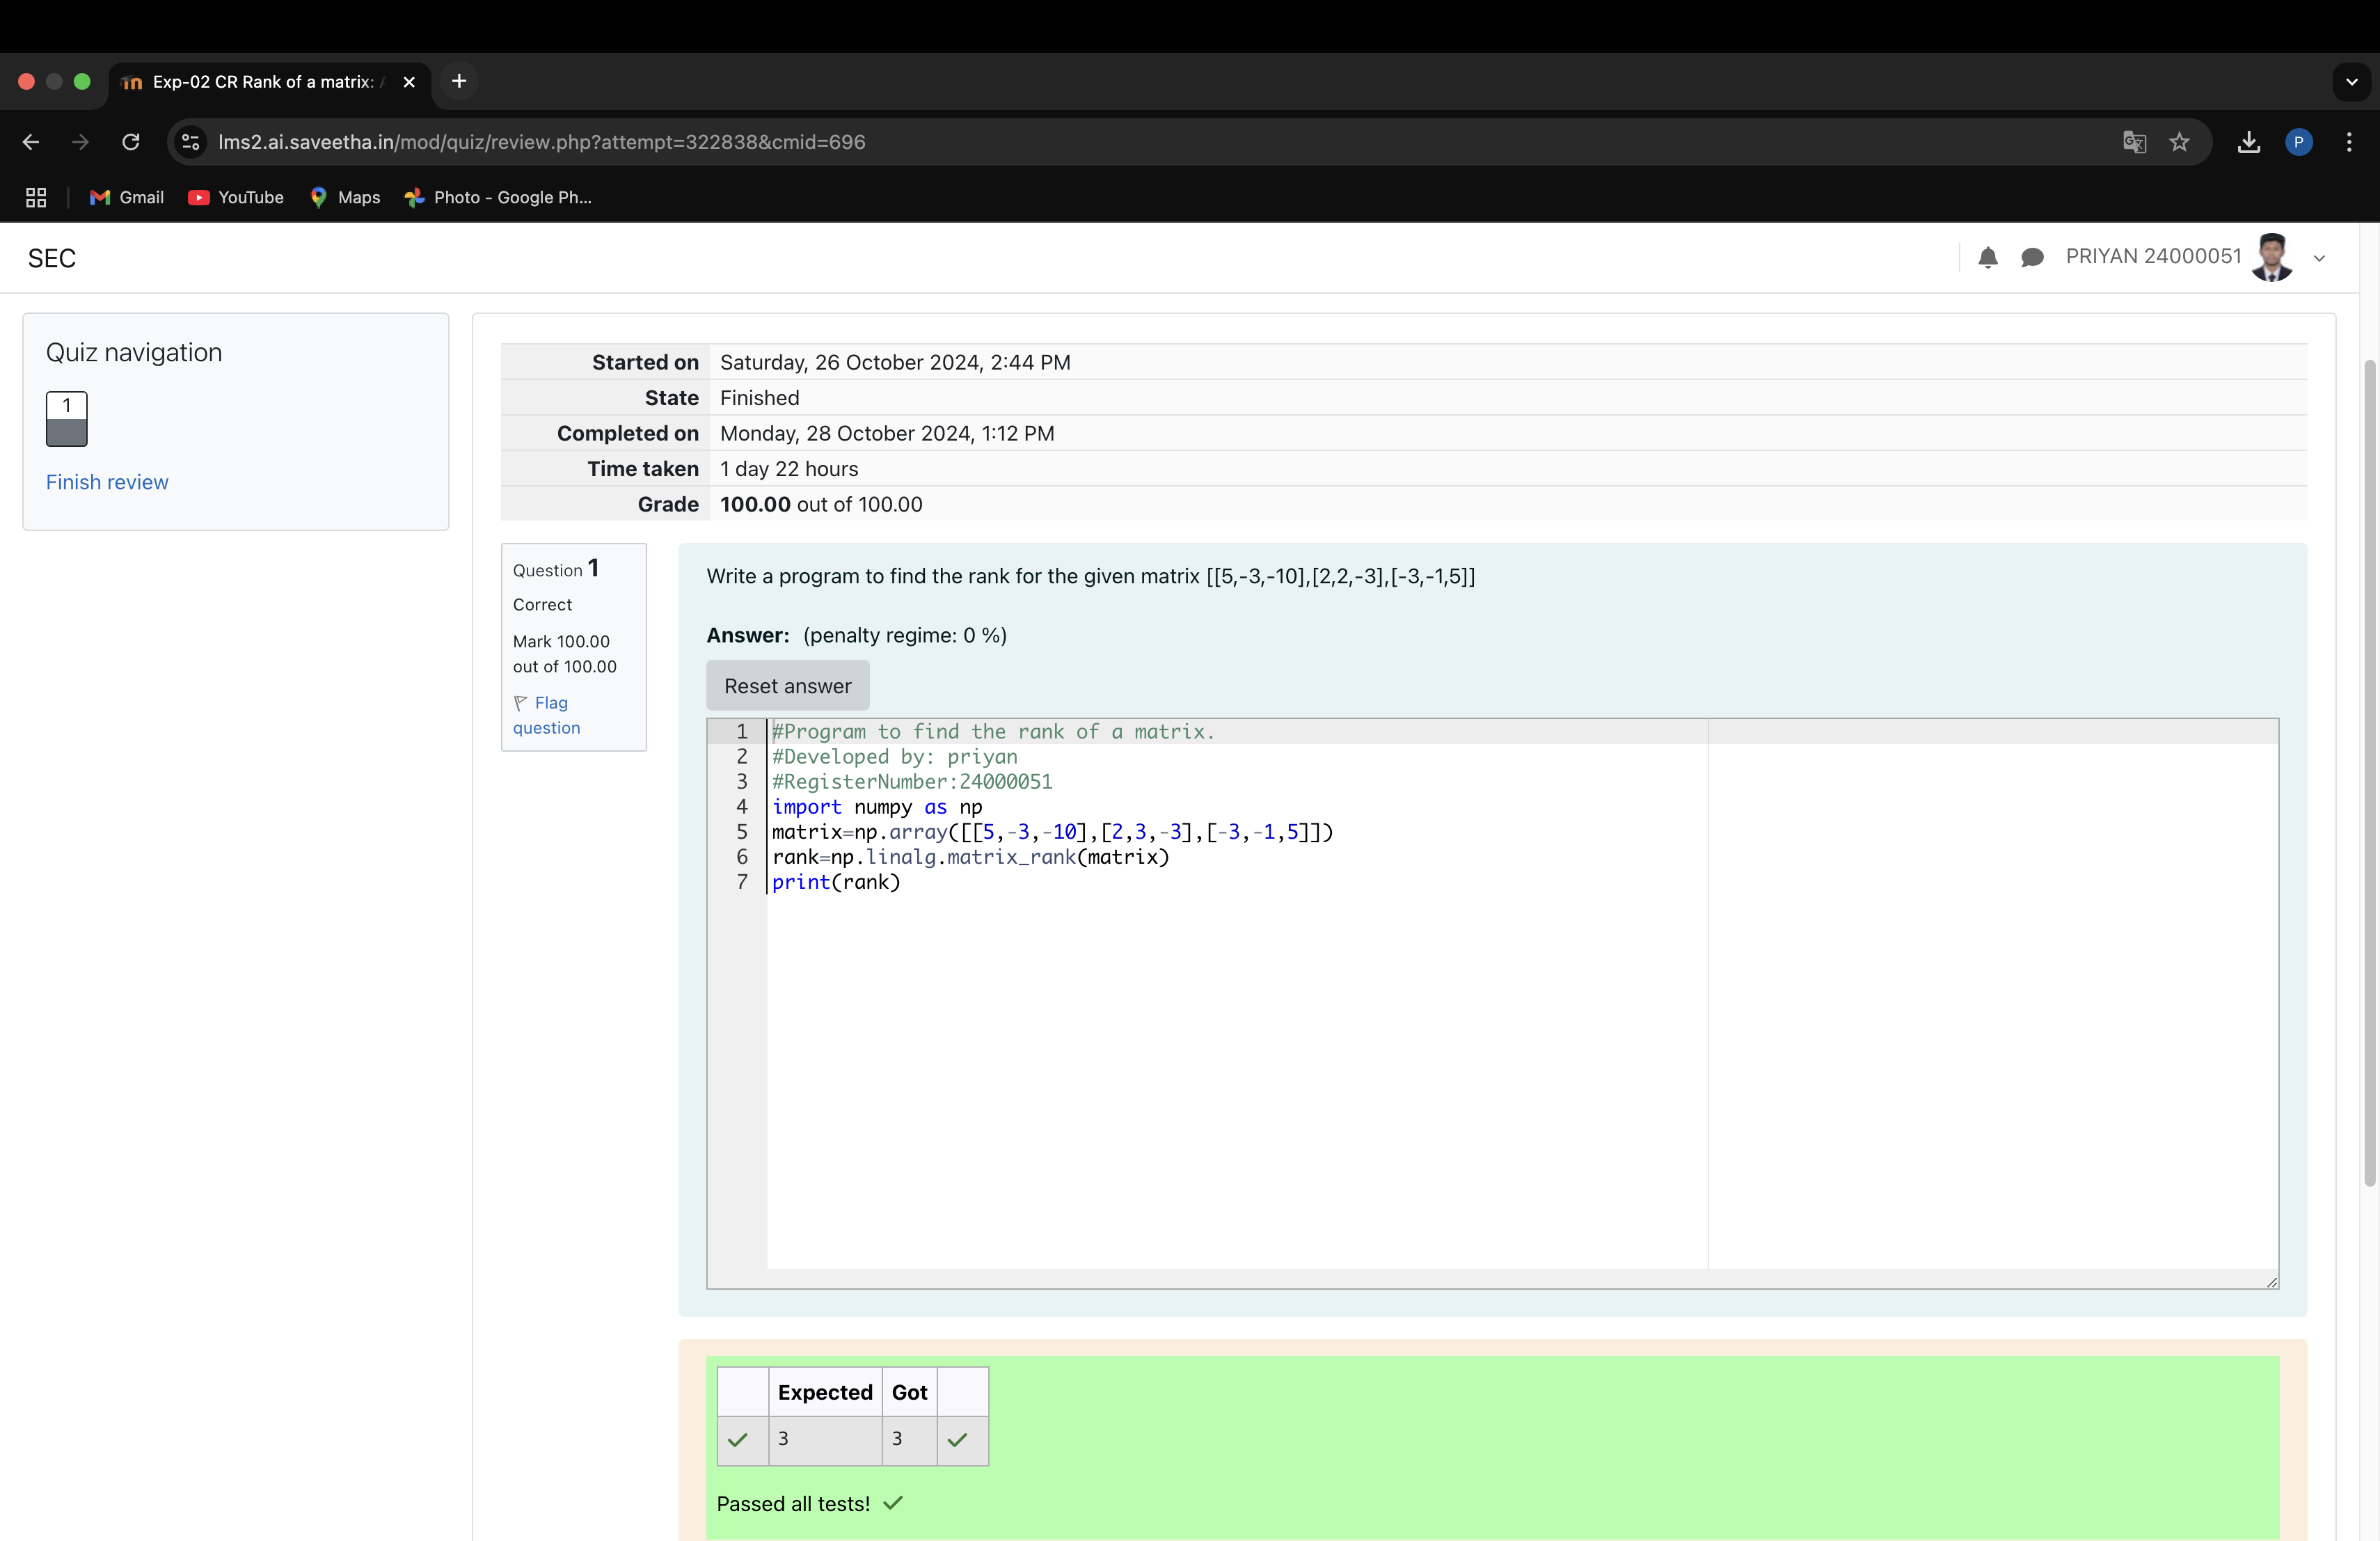 Exp-02 CR Rank of a matrix:
lms2.ai.saveetha.in/mod/quiz/review.php?attempt=322838&cmid=696
P
Gmail
YouTube
Maps
Photo - Google Ph...
SEC
PRIYAN 24000051
Quiz navigation
1
Finish review
Started on Saturday, 26 October 2024, 2:44 PM
State Finished
Completed on Monday, 28 October 2024, 1:12 PM
Time taken 1 day 22 hours
Grade 100.00 out of 100.00
Question 1
Correct
Mark 100.00
out of 100.00
Flag
question
Write a program to find the rank for the given matrix [[5,-3,-10],[2,2,-3],[-3,-1,5]]
Answer: (penalty regime: 0 %)
Reset answer
1 #Program to find the rank of a matrix.
2 #Developed by: priyan
3 #RegisterNumber:24000051
4 import numpy as np
5 matrix=np.array([[5,-3,-10],[2,3,-3],[-3,-1,5]])
6 rank=np.linalg.matrix_rank(matrix)
7 print(rank)
Expected Got
3 3
Passed all tests!